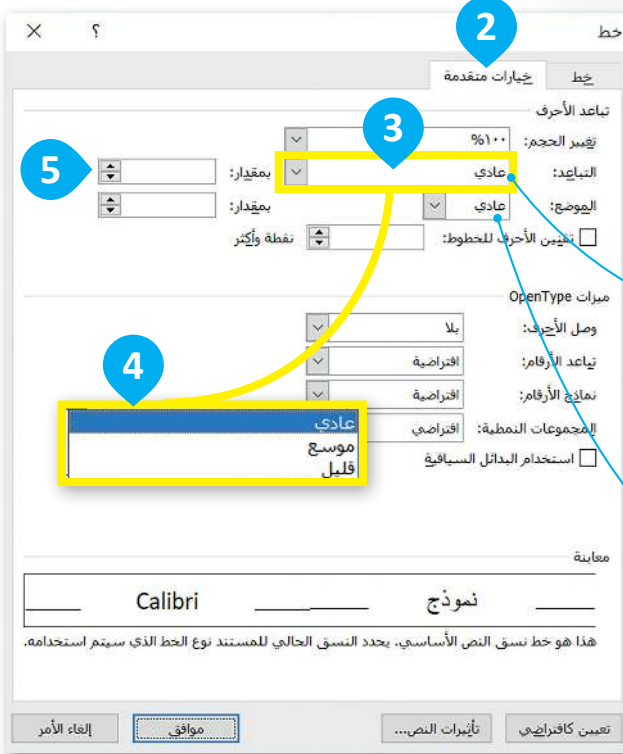 خط ؟ ×
2
خط خيارات متقدمة
تباعد الأحرف
تغيير الحجم: %١٠٠
3
التباعد: عادي بمقدار:
5
الموضع: عادي بمقدار:
تقنين الأحرف للخطوط: نقطة وأكثر
ميزات OpenType
وصل الأحرف: بلا
تباعد الأرقام: افتراضية
نماذج الأرقام: افتراضية
المجموعات النمطية: افتراضي
استخدام البدائل السياقية
4
عادي
موسع
قليل
معاينة
نموذج Calibri
هذا هو خط نسق النص الأساسي. يحدد النسق الحالي للمستند نوع الخط الذي سيتم استخدامه.
تعيين كافتراضي تأثيرات النص... موافق إلغاء الأمر